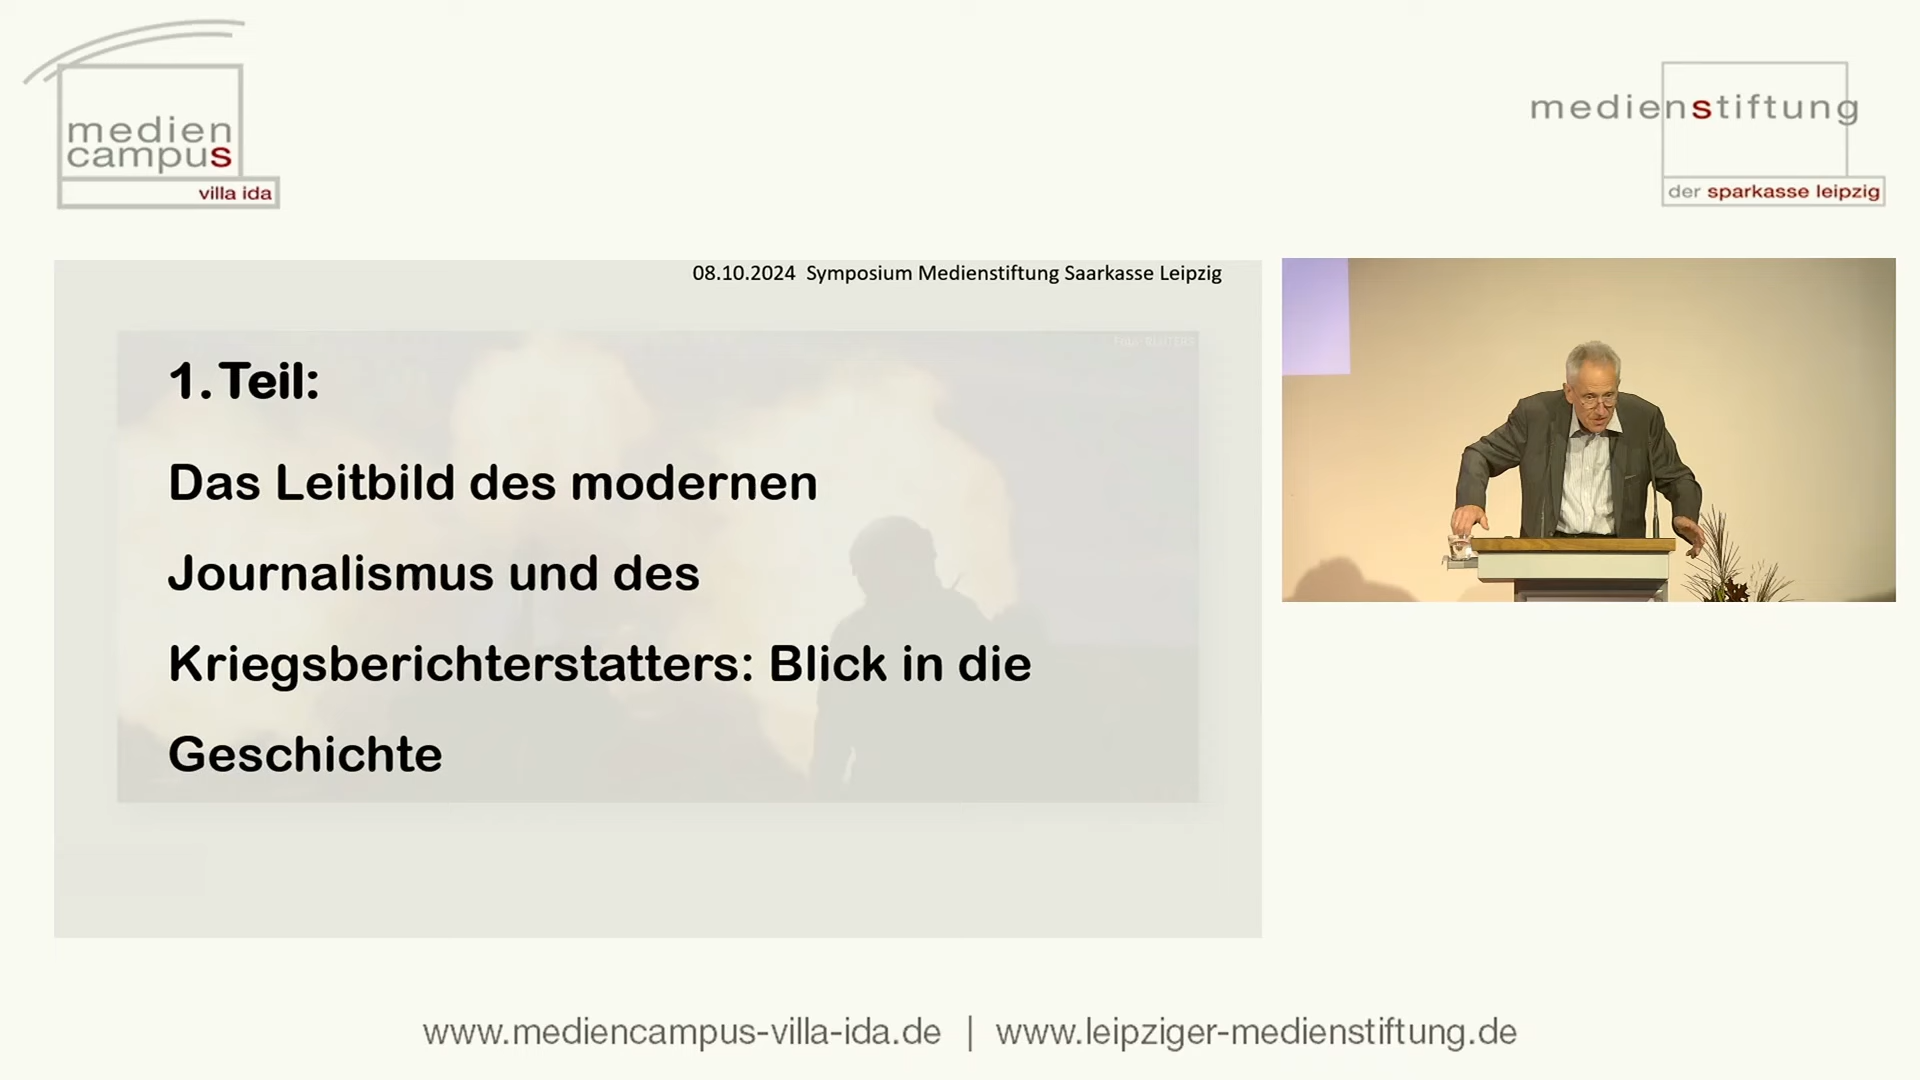 medien
campus
villa ida
medienstiftung
der sparkasse leipzig
08.10.2024 Symposium Medienstiftung Saarkasse Leipzig
Foto: REUTERS
1. Teil:
Das Leitbild des modernen
Journalismus und des
Kriegsberichterstatters: Blick in die
Geschichte
www.mediencampus-villa-ida.de | www.leipziger-medienstiftung.de